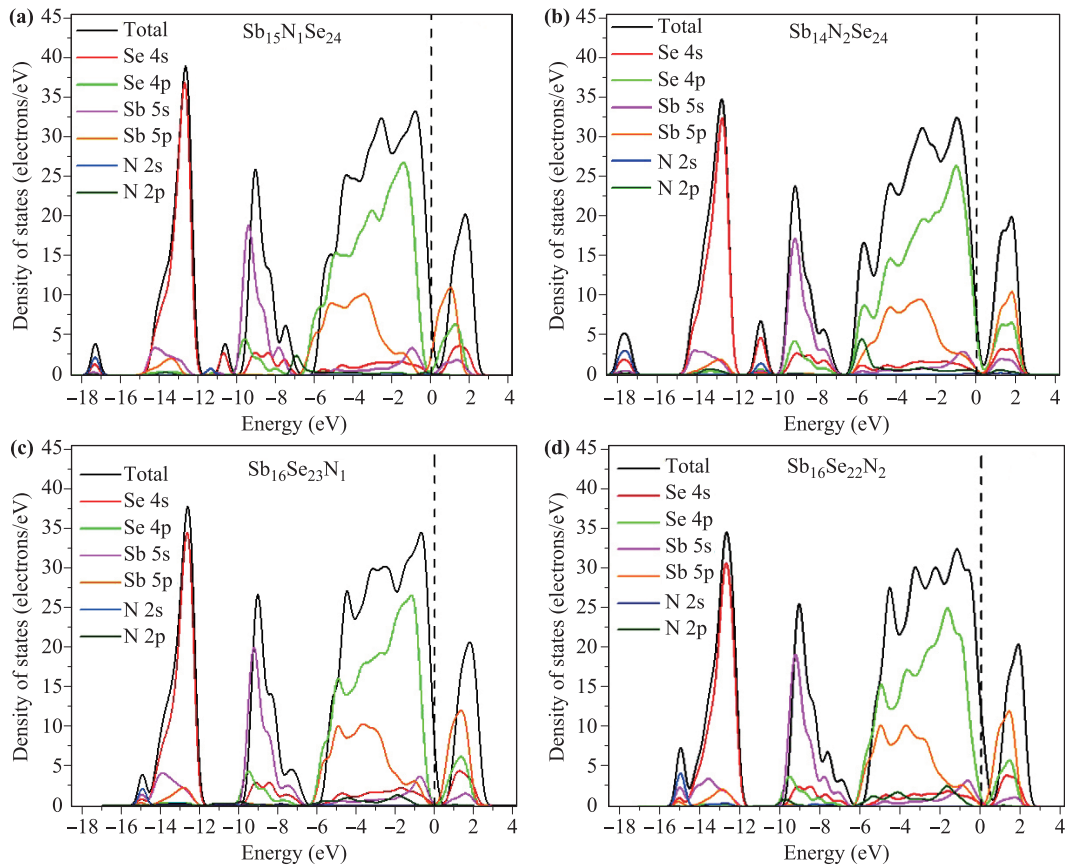 (a)
Sb₁₅N₁Se₂₄
Total
Se 4s
Se 4p
Sb 5s
Sb 5p
N 2s
N 2p
Density of states (electrons/eV)
45
40
35
30
25
20
15
10
5
0
−18 −16 −14 −12 −10 −8 −6 −4 −2 0 2 4
Energy (eV)
(b)
Sb₁₄N₂Se₂₄
Total
Se 4s
Se 4p
Sb 5s
Sb 5p
N 2s
N 2p
Density of states (electrons/eV)
45
40
35
30
25
20
15
10
5
0
−18 −16 −14 −12 −10 −8 −6 −4 −2 0 2 4
Energy (eV)
(c)
Sb₁₆Se₂₃N₁
Total
Se 4s
Se 4p
Sb 5s
Sb 5p
N 2s
N 2p
Density of states (electrons/eV)
45
40
35
30
25
20
15
10
5
0
−18 −16 −14 −12 −10 −8 −6 −4 −2 0 2 4
Energy (eV)
(d)
Sb₁₆Se₂₂N₂
Total
Se 4s
Se 4p
Sb 5s
Sb 5p
N 2s
N 2p
Density of states (electrons/eV)
45
40
35
30
25
20
15
10
5
0
−18 −16 −14 −12 −10 −8 −6 −4 −2 0 2 4
Energy (eV)